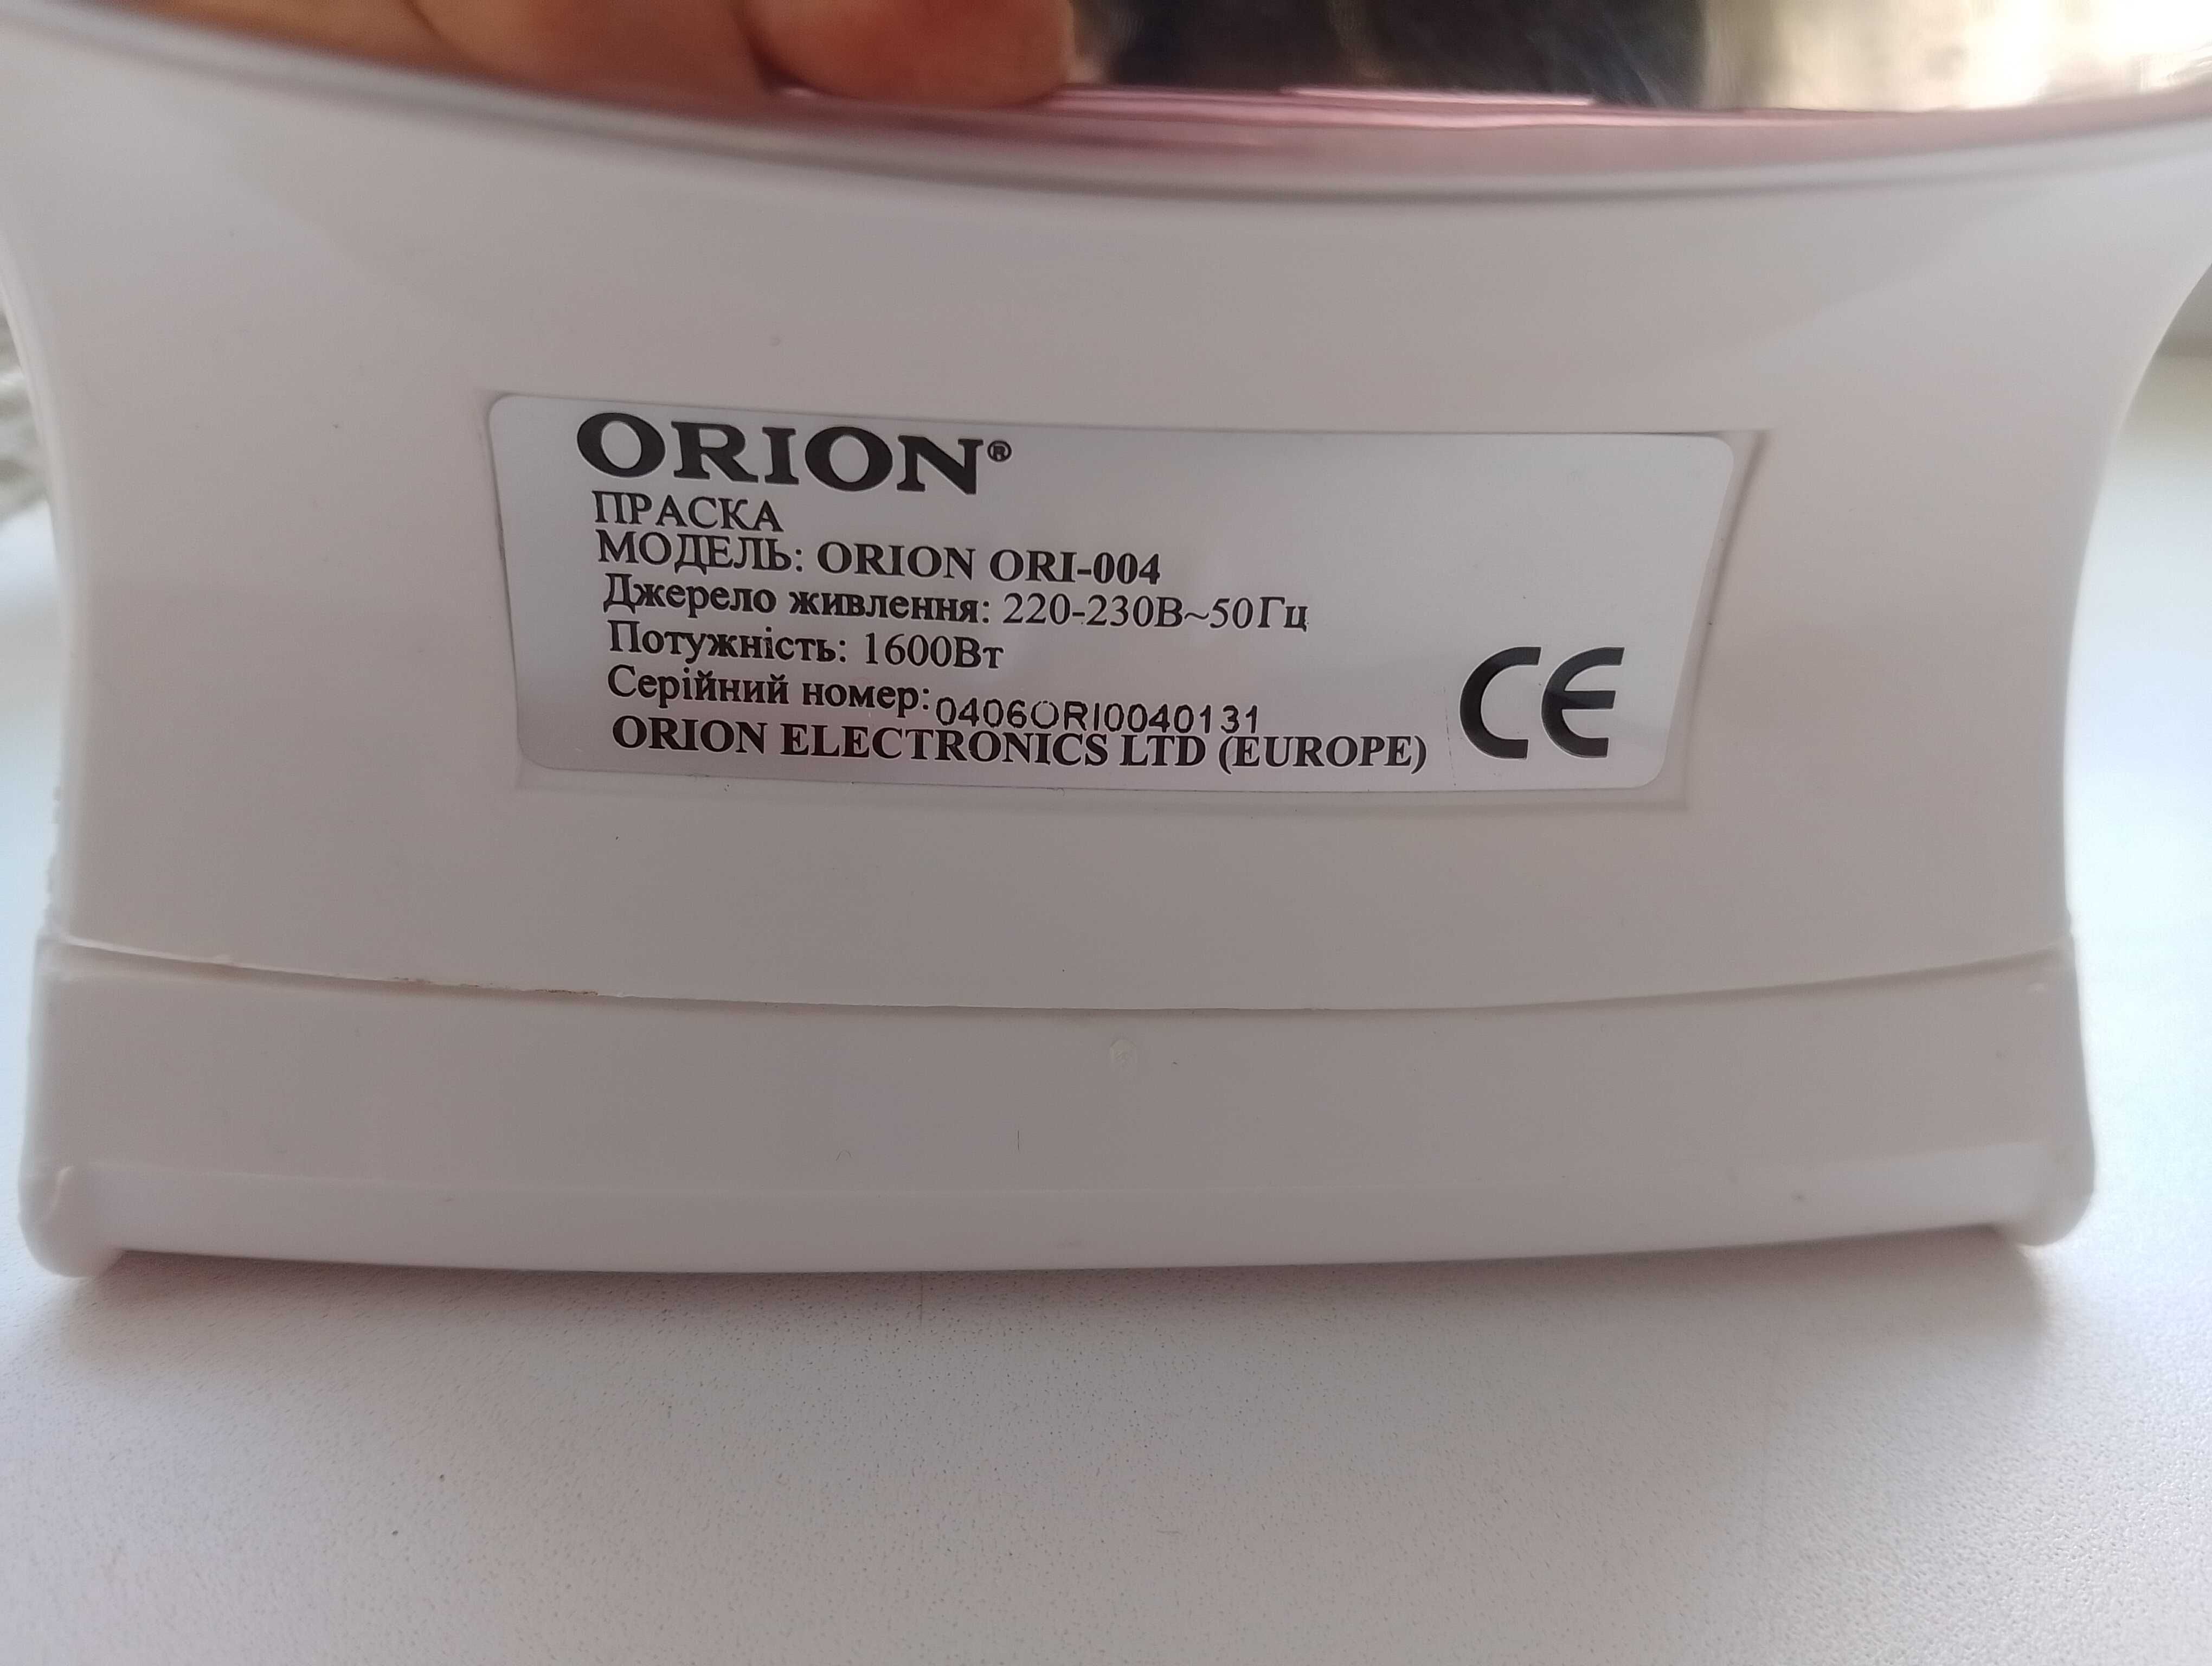 ORION®
ПРАСКА
МОДЕЛЬ: ORION ORI-004
Джерело живлення: 220-230В~50Гц
Потужність: 1600Вт
Серійний номер: 0406ORI0040131
ORION ELECTRONICS LTD (EUROPE)
CE